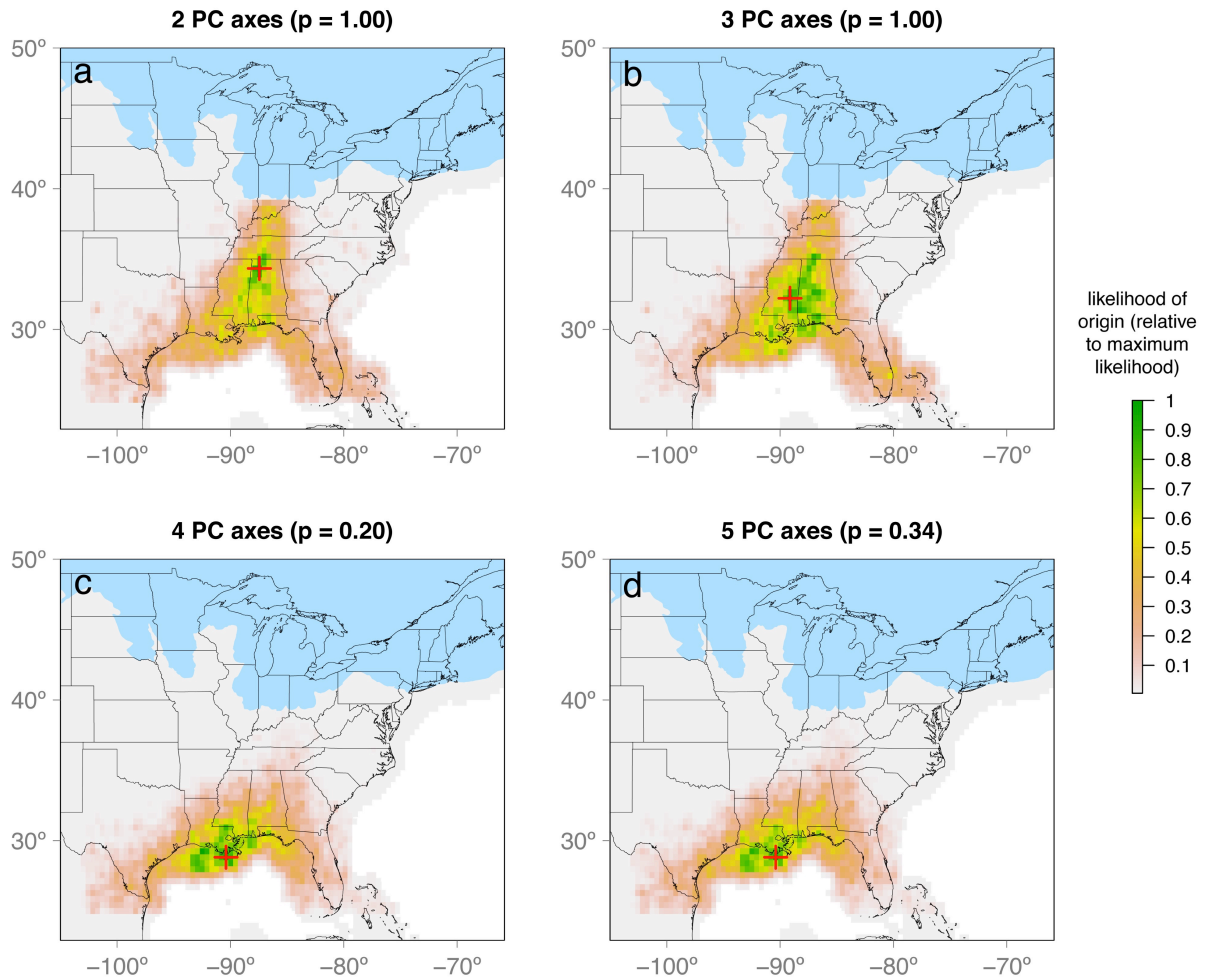 2 PC axes (p = 1.00)
3 PC axes (p = 1.00)
a
b
50º
40º
30º
50º
40º
30º
−100º
−90º
−80º
−70º
−100º
−90º
−80º
−70º
likelihood of
origin (relative
to maximum
likelihood)
1
0.9
0.8
0.7
0.6
0.5
0.4
0.3
0.2
0.1
4 PC axes (p = 0.20)
5 PC axes (p = 0.34)
c
d
50º
40º
30º
50º
40º
30º
−100º
−90º
−80º
−70º
−100º
−90º
−80º
−70º